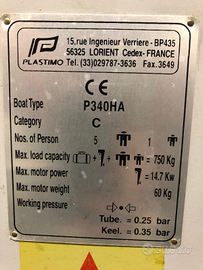 15,rue Ingenieur Verriere - BP435
56325 LORIENT Cedex- FRANCE
PLASTIMO
Tel.(33)029787-3636 Fax.3649
CE
Boat Type P340HA
Category C
Nos. of Person 5 1
Max. load capacity + + = 750 Kg
Max. motor power = 14.7 Kw
Max. motor weight 60 Kg
Working pressure
Tube. = 0.25 bar
Keel. = 0.35 bar
subito